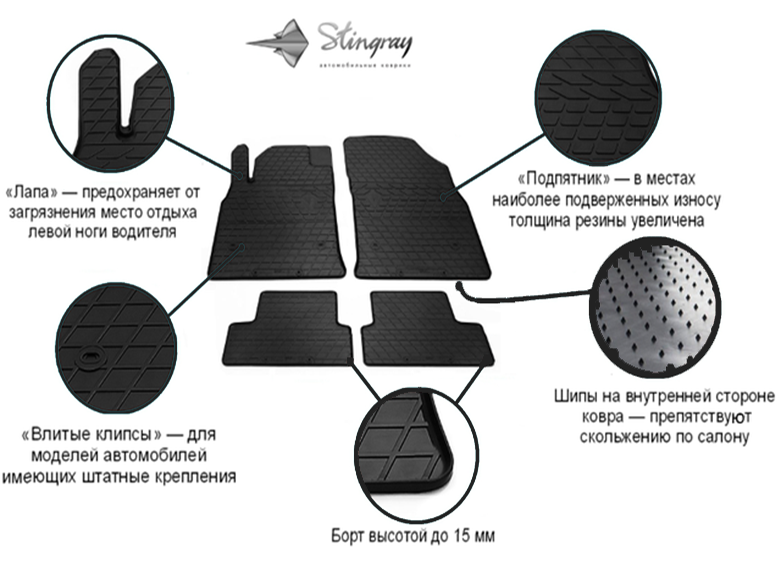 Stingray
автомобильные коврики
«Лапа» — предохраняет от
загрязнения место отдыха
левой ноги водителя
«Подпятник» — в местах
наиболее подверженных износу
толщина резины увеличена
«Влитые клипсы» — для
моделей автомобилей
имеющих штатные крепления
Шипы на внутренней стороне
ковра — препятствуют
скольжению по салону
Борт высотой до 15 мм